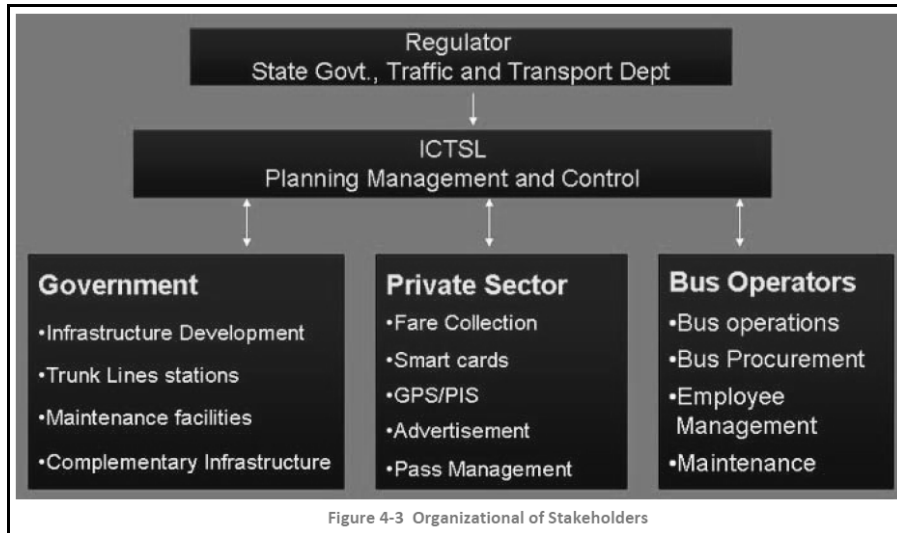 Regulator
State Govt., Traffic and Transport Dept
ICTSL
Planning Management and Control
Government
•Infrastructure Development
•Trunk Lines stations
•Maintenance facilities
•Complementary Infrastructure
Private Sector
•Fare Collection
•Smart cards
•GPS/PIS
•Advertisement
•Pass Management
Bus Operators
•Bus operations
•Bus Procurement
•Employee
Management
•Maintenance
Figure 4-3 Organizational of Stakeholders